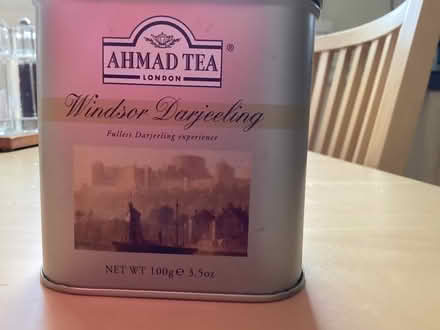 AHMAD TEA ®
LONDON
Windsor Darjeeling
Fullest Darjeeling experience
NET WT 100g ℮ 3.5oz